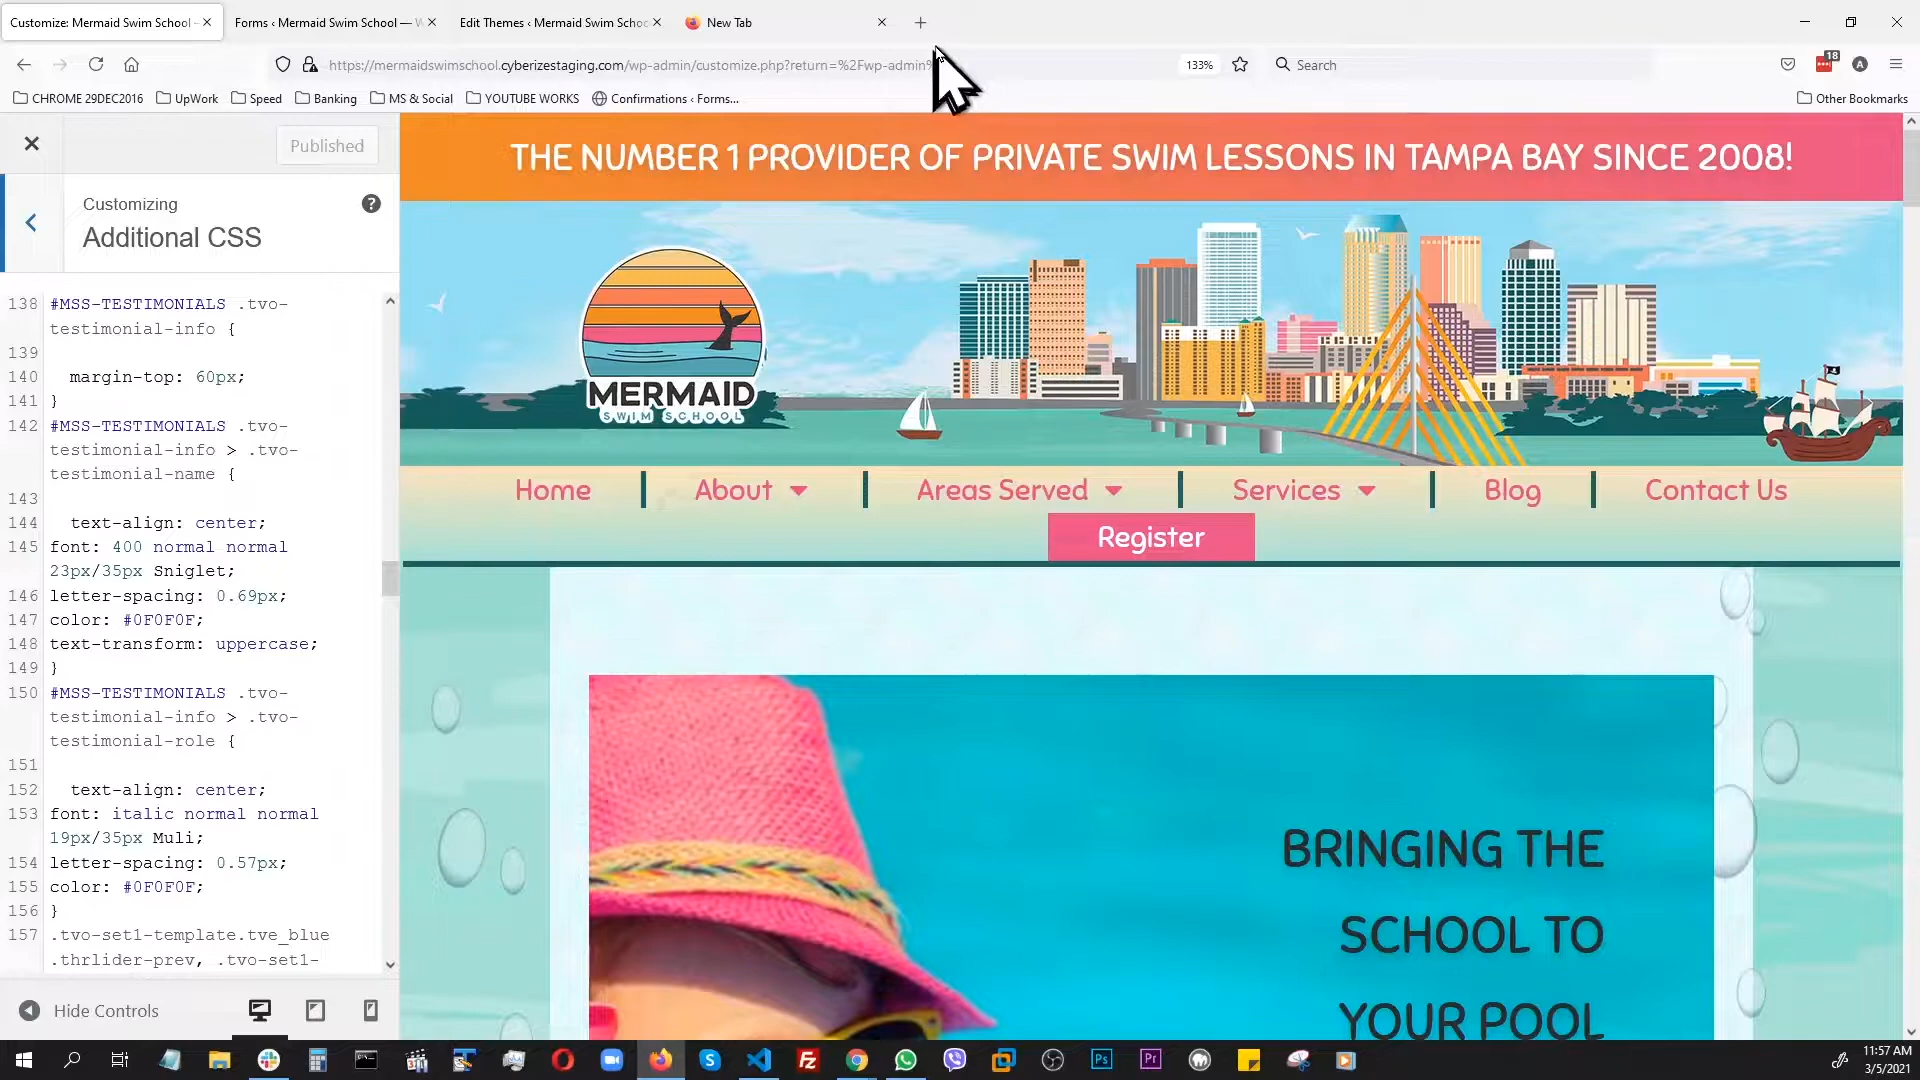 Customize: Mermaid Swim School -
Forms ‹ Mermaid Swim School — W
Edit Themes ‹ Mermaid Swim Schoo
New Tab
https://mermaidswimschool.cyberizestaging.com/wp-admin/customize.php?return=%2Fwp-admin%
133%
Search
18
A
CHROME 29DEC2016
UpWork
Speed
Banking
MS & Social
YOUTUBE WORKS
Confirmations ‹ Forms...
Other Bookmarks
Published
Customizing
Additional CSS
138 #MSS-TESTIMONIALS .tvo-
testimonial-info {
139
140 margin-top: 60px;
141 }
142 #MSS-TESTIMONIALS .tvo-
testimonial-info > .tvo-
testimonial-name {
143
144 text-align: center;
145 font: 400 normal normal
23px/35px Sniglet;
146 letter-spacing: 0.69px;
147 color: #0F0F0F;
148 text-transform: uppercase;
149 }
150 #MSS-TESTIMONIALS .tvo-
testimonial-info > .tvo-
testimonial-role {
151
152 text-align: center;
153 font: italic normal normal
19px/35px Muli;
154 letter-spacing: 0.57px;
155 color: #0F0F0F;
156 }
157 .tvo-set1-template.tve_blue
.thrlider-prev, .tvo-set1-
Hide Controls
THE NUMBER 1 PROVIDER OF PRIVATE SWIM LESSONS IN TAMPA BAY SINCE 2008!
MERMAID
SWIM SCHOOL
Home
About
Areas Served
Services
Blog
Contact Us
Register
BRINGING THE
SCHOOL TO
YOUR POOL
11:57 AM
3/5/2021